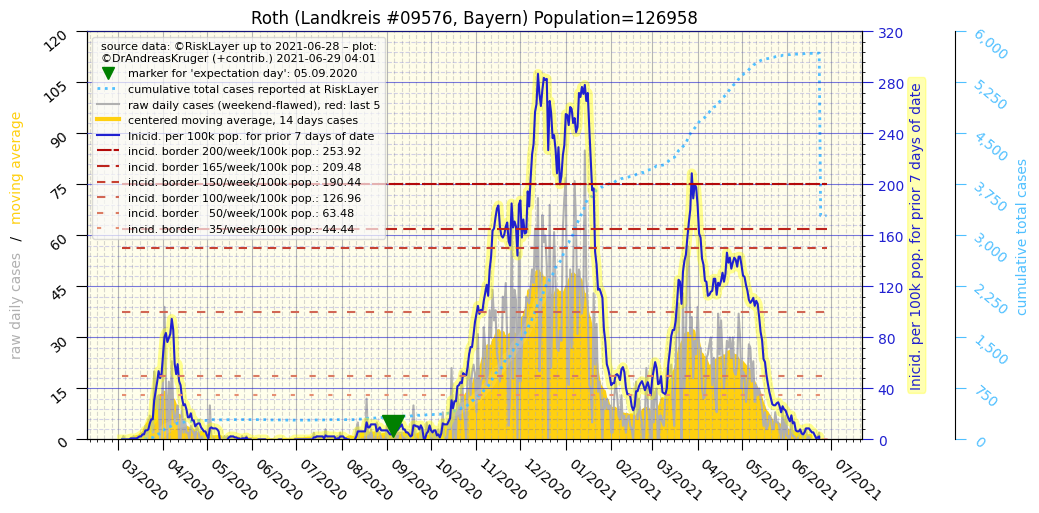 Roth (Landkreis #09576, Bayern) Population=126958
source data: ©RiskLayer up to 2021-06-28 – plot:
©DrAndreasKruger (+contrib.) 2021-06-29 04:01
marker for 'expectation day': 05.09.2020
cumulative total cases reported at RiskLayer
raw daily cases (weekend-flawed), red: last 5
centered moving average, 14 days cases
Inicid. per 100k pop. for prior 7 days of date
incid. border 200/week/100k pop.: 253.92
incid. border 165/week/100k pop.: 209.48
incid. border 150/week/100k pop.: 190.44
incid. border 100/week/100k pop.: 126.96
incid. border   50/week/100k pop.: 63.48
incid. border   35/week/100k pop.: 44.44
raw daily cases / moving average
120
105
90
75
60
45
30
15
0
320
280
240
200
160
120
80
40
0
Inicid. per 100k pop. for prior 7 days of date
6,000
5,250
4,500
3,750
3,000
2,250
1,500
750
0
cumulative total cases
03/2020
04/2020
05/2020
06/2020
07/2020
08/2020
09/2020
10/2020
11/2020
12/2020
01/2021
02/2021
03/2021
04/2021
05/2021
06/2021
07/2021